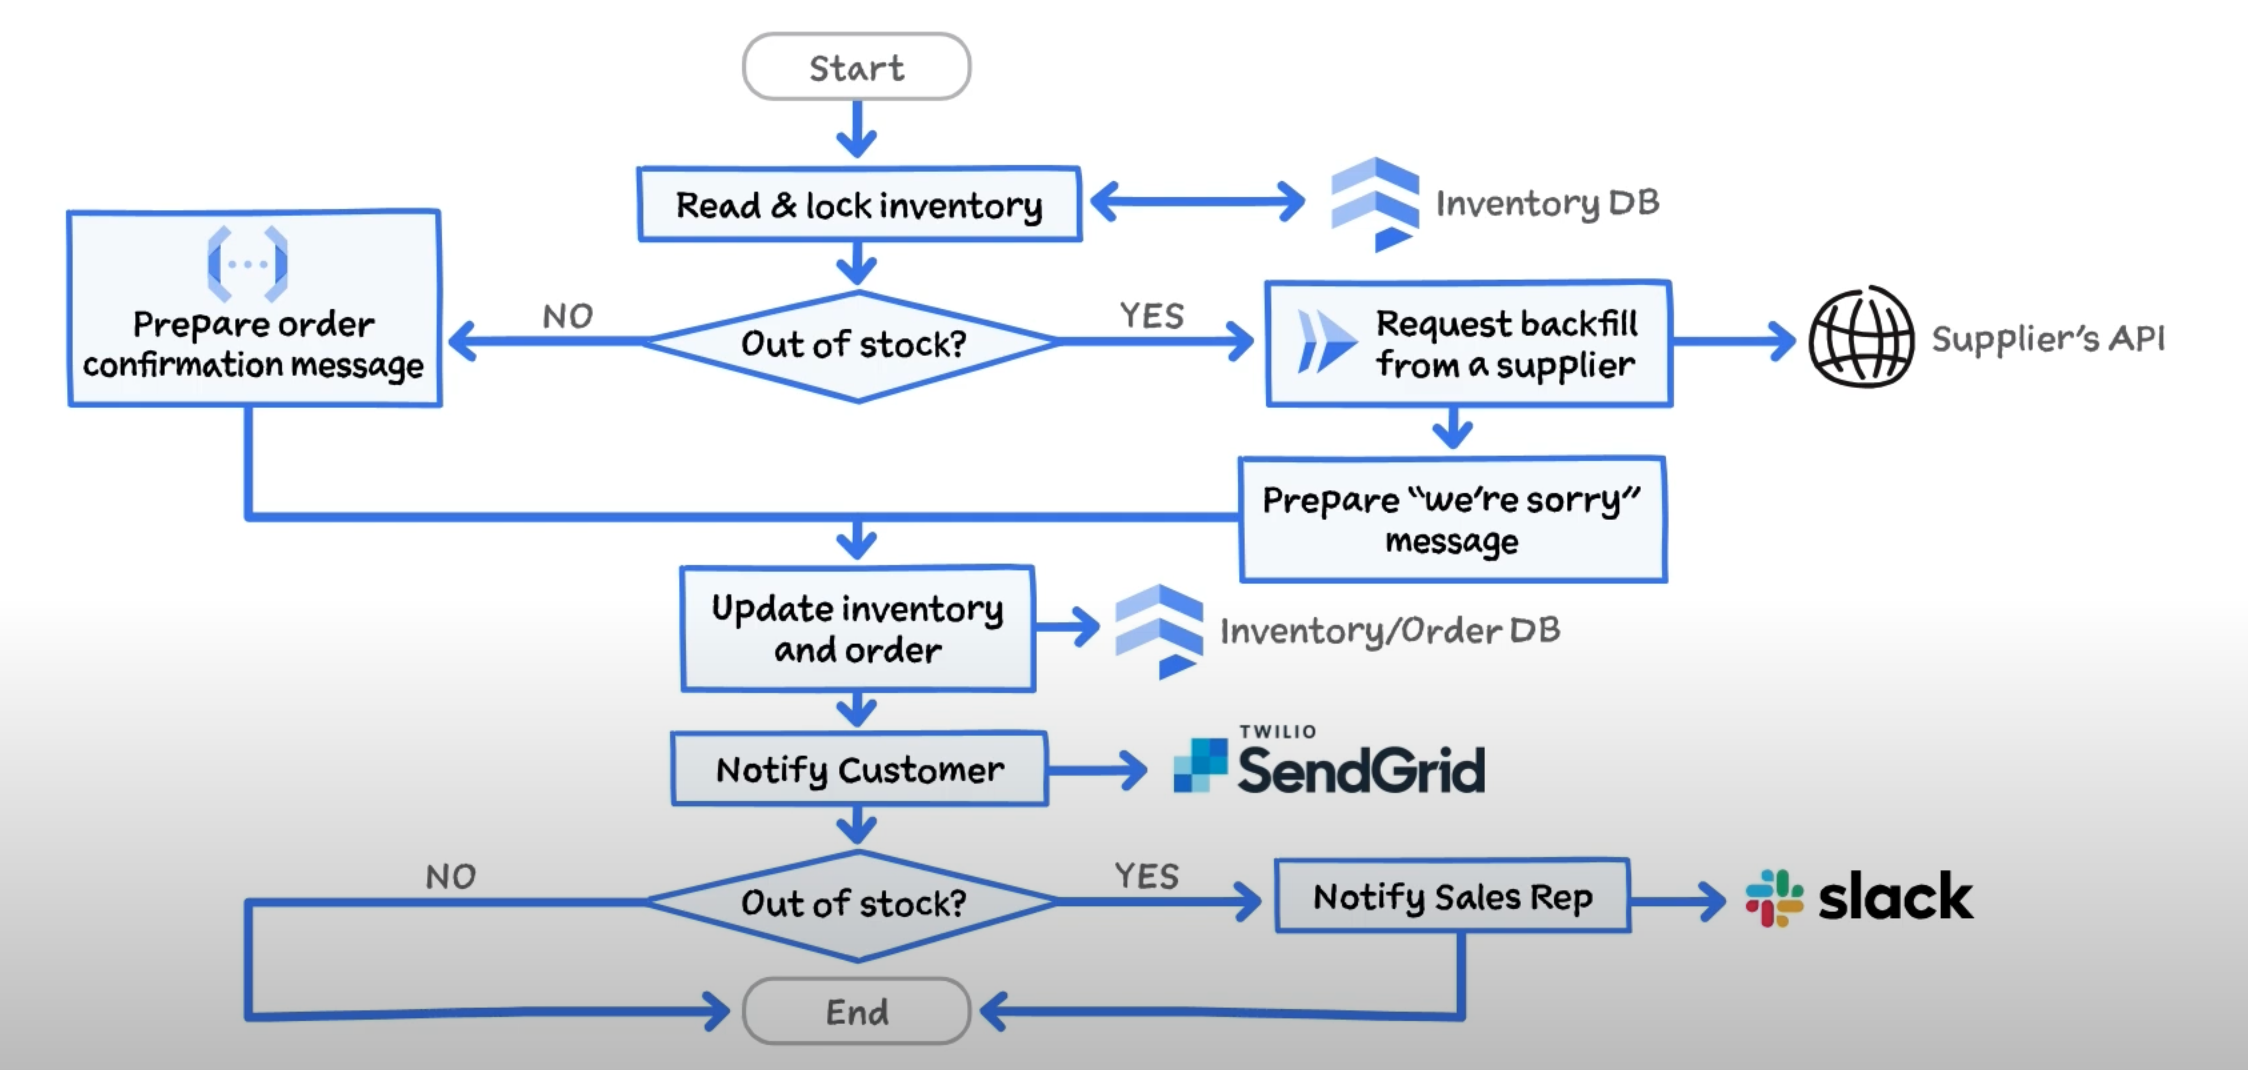 Start
Read & lock inventory
Inventory DB
Prepare order
confirmation message
NO
Out of stock?
YES
Request backfill
from a supplier
Supplier's API
Prepare “we're sorry”
message
Update inventory
and order
Inventory/Order DB
Notify Customer
TWILIO
SendGrid
NO
Out of stock?
YES
Notify Sales Rep
slack
End